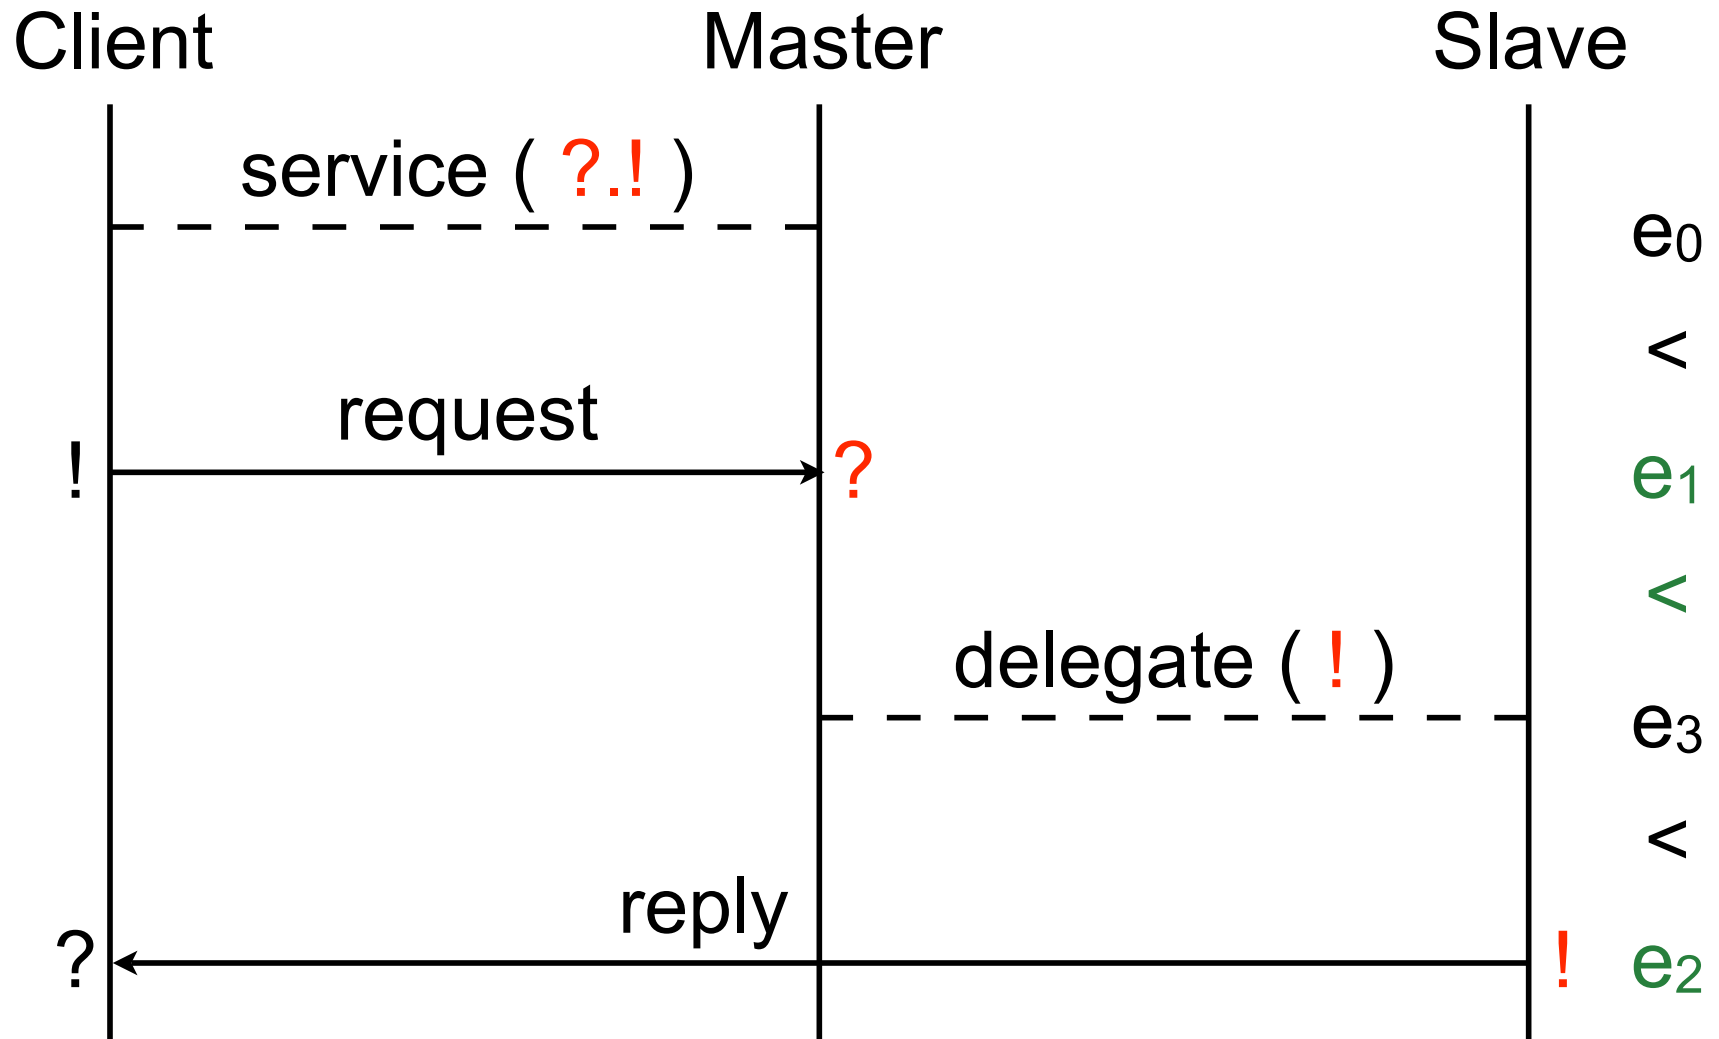 Client Master Slave
service ( ?.! )
e0
<
request
! ? e1
<
delegate ( ! )
e3
<
reply
? ! e2